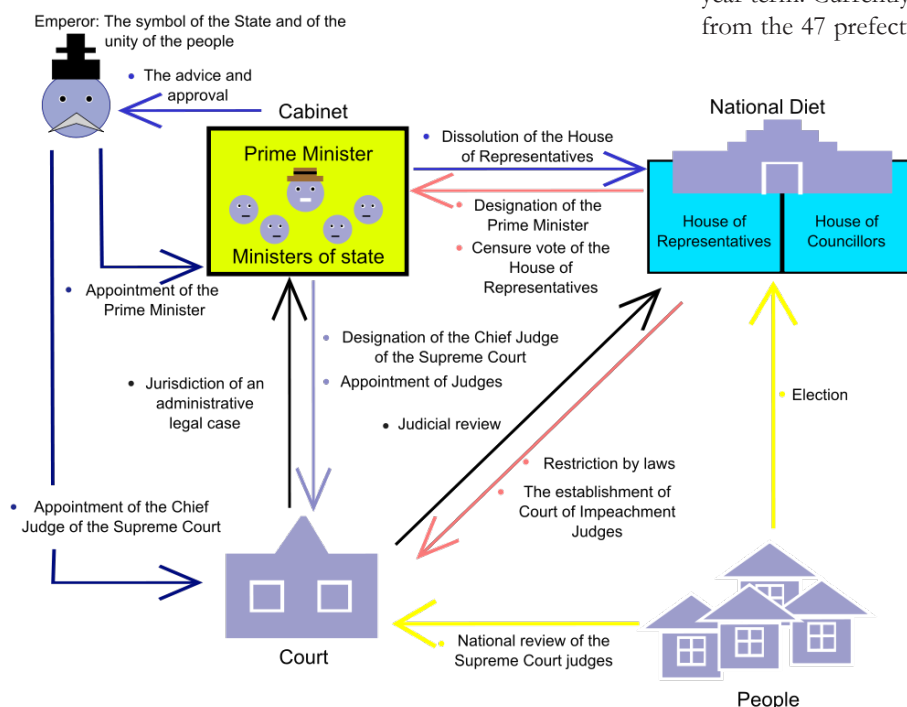 year term. Currently
from the 47 prefect
Emperor: The symbol of the State and of the
unity of the people
• The advice and
approval
Cabinet
Prime Minister
Ministers of state
• Dissolution of the House
of Representatives
National Diet
House of
Representatives
House of
Councillors
• Designation of the
Prime Minister
• Censure vote of the
House of
Representatives
• Appointment of the
Prime Minister
• Designation of the Chief Judge
of the Supreme Court
• Appointment of Judges
• Jurisdiction of an
administrative
legal case
• Judicial review
• Election
• Restriction by laws
• The establishment of
Court of Impeachment
Judges
• Appointment of the Chief
Judge of the Supreme Court
Court
• National review of the
Supreme Court judges
People